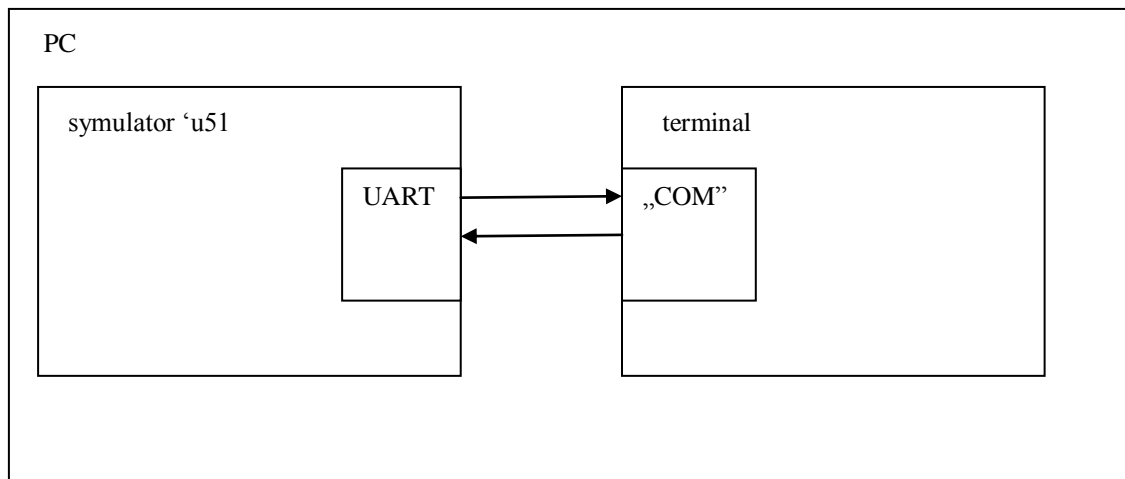 PC
symulator ‘u51
terminal
UART
„COM”